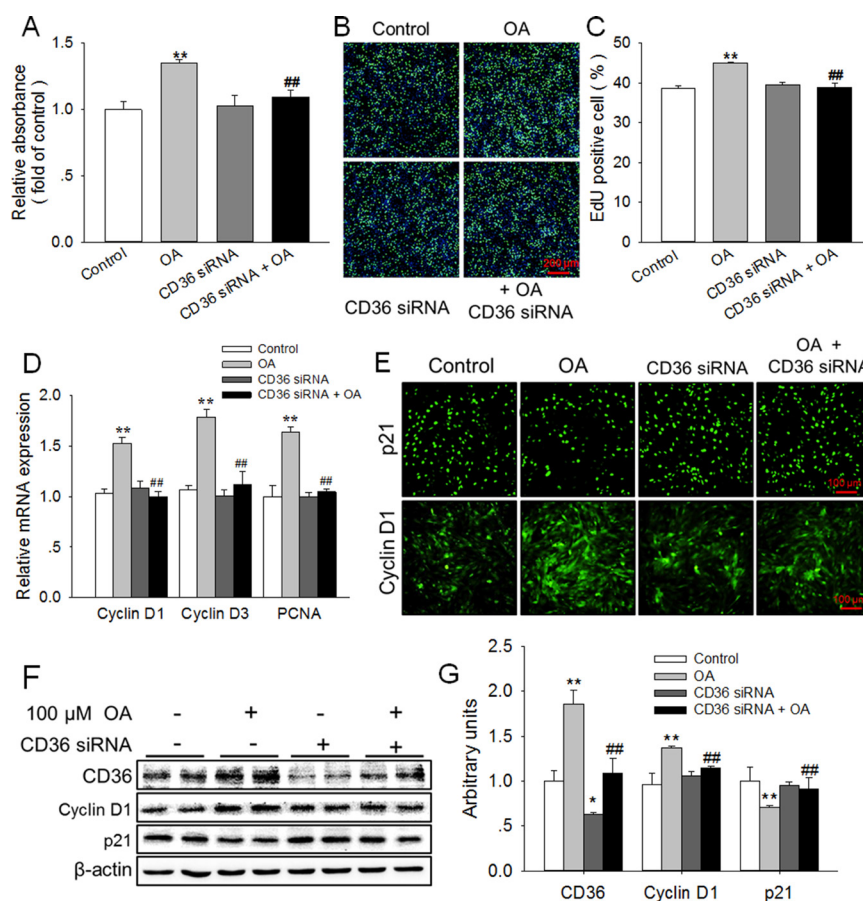 A
Relative absorbance
( fold of control)
1.5
1.0
.5
0.0
**
##
Control
OA
CD36 siRNA
CD36 siRNA + OA
B
Control
OA
200 μm
CD36 siRNA
+ OA
CD36 siRNA
C
EdU positive cell ( % )
50
40
30
20
10
0
**
##
Control
OA
CD36 siRNA
CD36 siRNA + OA
D
Control
OA
CD36 siRNA
CD36 siRNA + OA
Relative mRNA expression
2.0
1.5
1.0
.5
0.0
**
##
**
##
**
##
Cyclin D1
Cyclin D3
PCNA
E
Control
OA
CD36 siRNA
OA +
CD36 siRNA
p21
100 μm
Cyclin D1
100 μm
F
100 μM OA - + - +
CD36 siRNA - - + +
CD36
Cyclin D1
p21
β-actin
G
Control
OA
CD36 siRNA
CD36 siRNA + OA
Arbitrary units
2.5
2.0
1.5
1.0
.5
0.0
**
*
##
**
##
**
##
CD36
Cyclin D1
p21